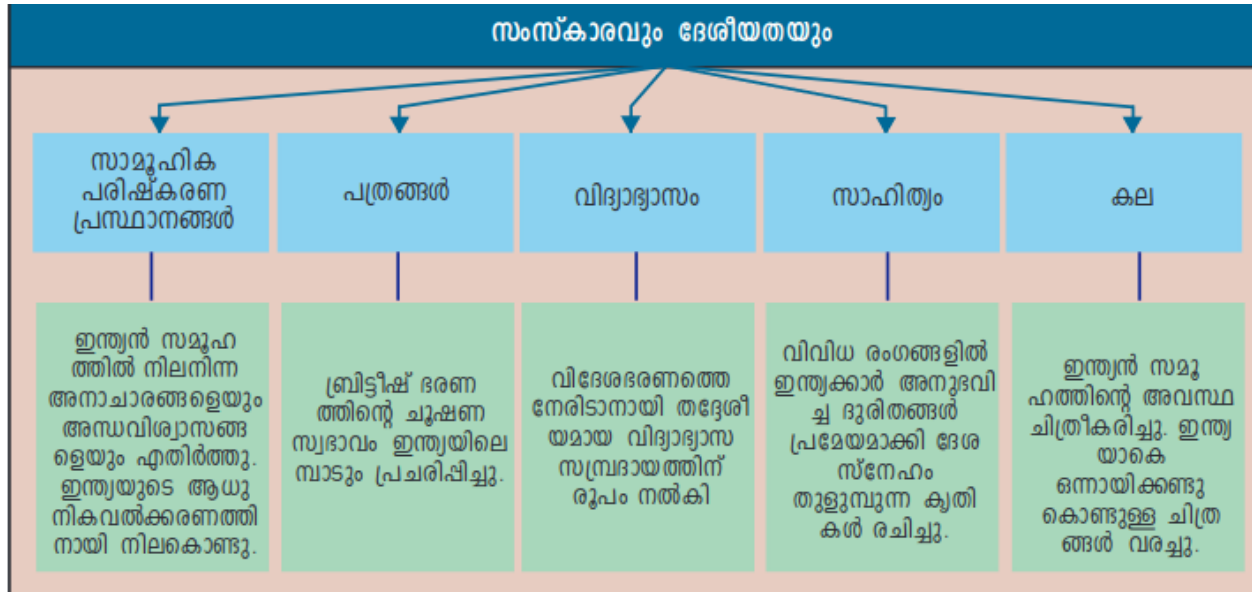 സംസ്കാരവും ദേശീയതയും
സാമൂഹിക
പരിഷ്കരണ
പ്രസ്ഥാനങ്ങൾ
പത്രങ്ങൾ
വിദ്യാഭ്യാസം
സാഹിത്യം
കല
ഇന്ത്യൻ സമൂഹ
ത്തിൽ നിലനിന്ന
അനാചാരങ്ങളെയും
അന്ധവിശ്വാസങ്ങ
ളെയും എതിർത്തു.
ഇന്ത്യയുടെ ആധു
നികവൽക്കരണത്തി
നായി നിലകൊണ്ടു.
ബ്രിട്ടീഷ് ഭരണ
ത്തിന്റെ ചൂഷണ
സ്വഭാവം ഇന്ത്യയിലെ
മ്പാടും പ്രചരിപ്പിച്ചു.
വിദേശഭരണത്തെ
നേരിടാനായി തദ്ദേശീ
യമായ വിദ്യാഭ്യാസ
സമ്പ്രദായത്തിന്
രൂപം നൽകി
വിവിധ രംഗങ്ങളിൽ
ഇന്ത്യക്കാർ അനുഭവി
ച്ച ദുരിതങ്ങൾ
പ്രമേയമാക്കി ദേശ
സ്നേഹം
തുളുമ്പുന്ന കൃതി
കൾ രചിച്ചു.
ഇന്ത്യൻ സമൂ
ഹത്തിന്റെ അവസ്ഥ
ചിത്രീകരിച്ചു. ഇന്ത്യ
യാകെ
ഒന്നായിക്കണ്ടു
കൊണ്ടുള്ള ചിത്ര
ങ്ങൾ വരച്ചു.